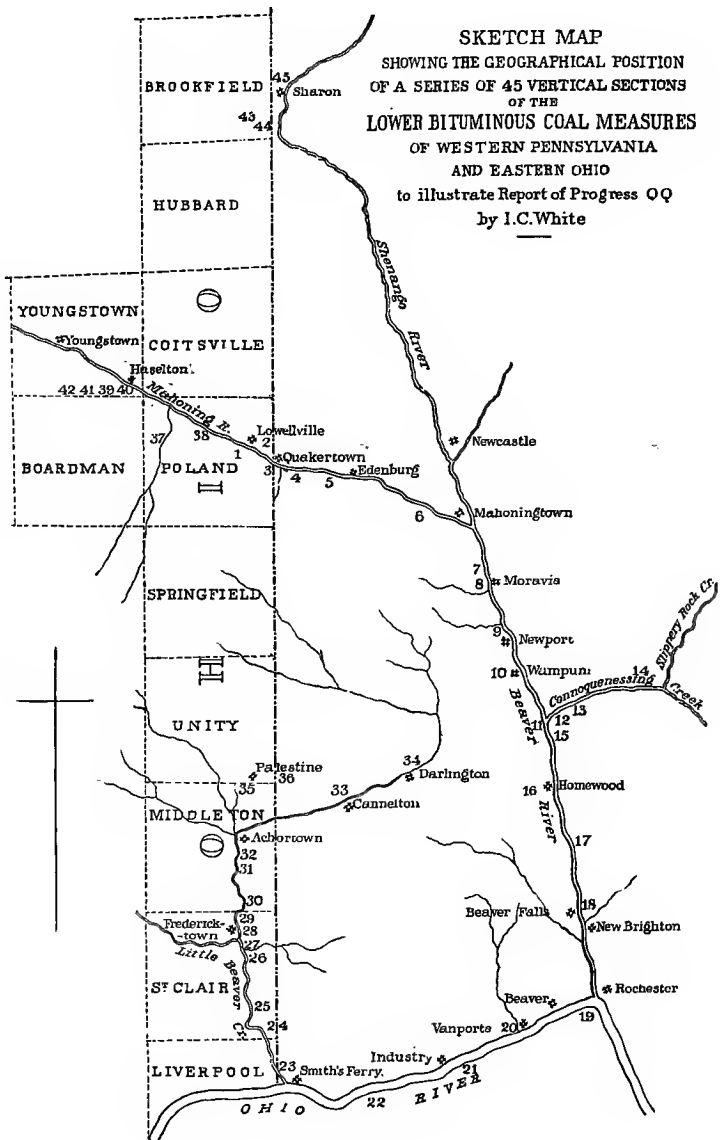 SKETCH MAP
SHOWING THE GEOGRAPHICAL POSITION
OF A SERIES OF 45 VERTICAL SECTIONS
OF THE
LOWER BITUMINOUS COAL MEASURES
OF WESTERN PENNSYLVANIA
AND EASTERN OHIO
to illustrate Report of Progress QQ
by I.C.White
45
BROOKFIELD
Sharon
43
44
HUBBARD
Shenango
River
YOUNGSTOWN
Youngstown
COITSVILLE
O
Haselton
42 41 39 40
Mahoning R.
38
37
Lowellville
2
1
Newcastle
BOARDMAN
POLAND
3
Quakertown
4
5
Edenburg
H
6
Mahoningtown
7
8
Moravia
SPRINGFIELD
Slippery Rock Cr.
9
Newport
H
10
Wampum
14
Connoquenessing
Creek
13
12
11
15
Beaver
River
UNITY
Palestine
35
36
34
Darlington
33
Cannelton
16
Homewood
MIDDLETON
Achortown
O
32
31
17
30
29
28
27
26
Frederick-
-town
Little
Beaver
Cr.
Beaver Falls
18
New Brighton
ST CLAIR
25
24
Beaver
Rochester
19
Vanports
20
Industry
21
LIVERPOOL
23
Smith's Ferry.
22
OHIO
RIVER